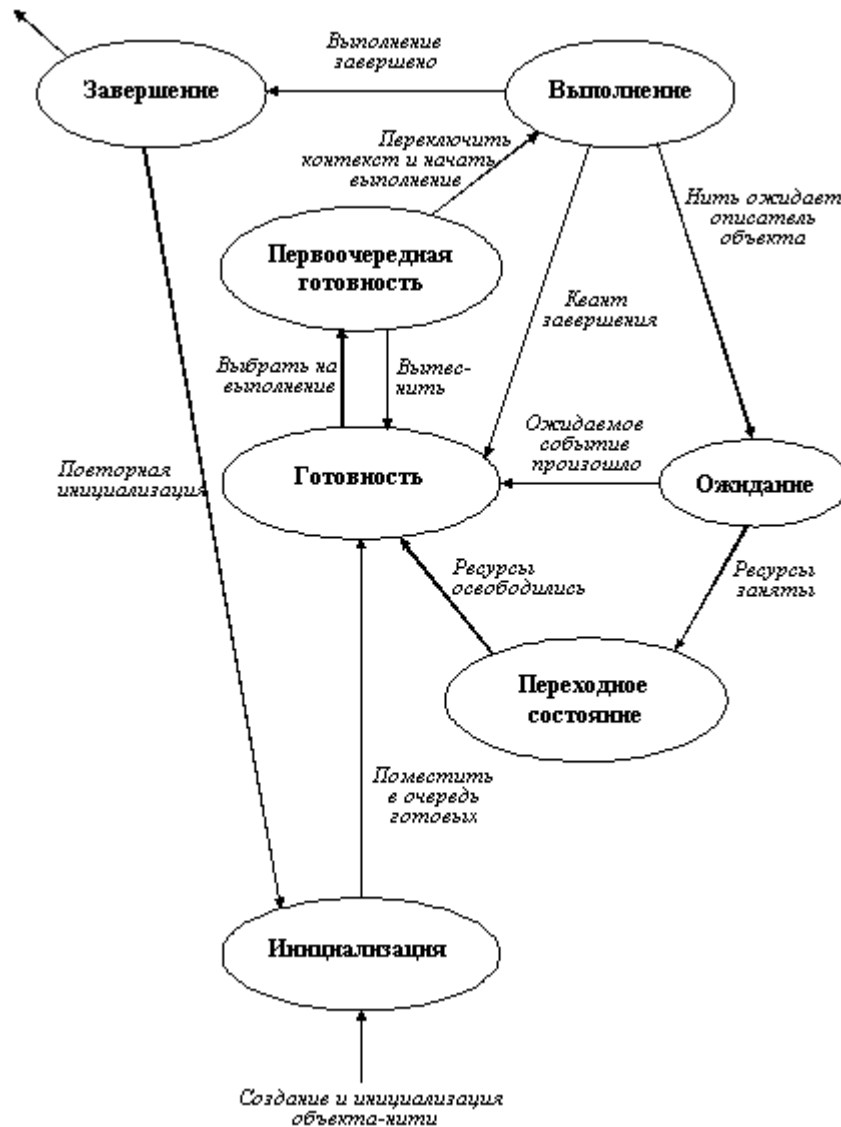 Выполнение
завершено
Завершение
Выполнение
Переключить
контекст и начать
выполнение
Нить ожидает
описатель
объекта
Первоочередная
готовность
Квант
завершения
Выбрать на
выполнение
Вытес-
нить
Ожидаемое
событие
произошло
Повторная
инициализация
Готовность
Ожидание
Ресурсы
освободились
Ресурсы
заняты
Переходное
состояние
Поместить
в очередь
готовых
Инициализация
Создание и инициализация
объекта-нити